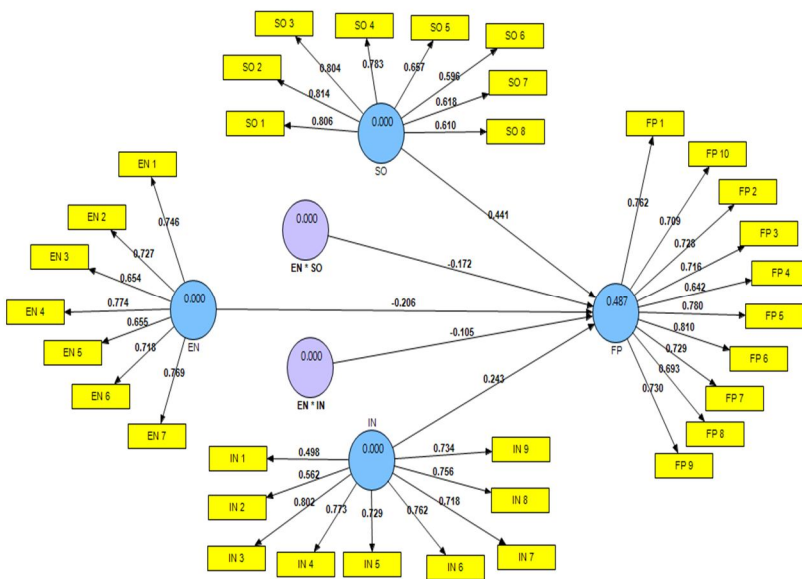 SO 3
SO 4
SO 5
SO 6
SO 2
SO 7
SO 1
SO 8
0.804
0.783
0.657
0.596
0.814
0.618
0.806
0.610
0.000
SO
EN 1
EN 2
EN 3
EN 4
EN 5
EN 6
EN 7
0.746
0.727
0.654
0.774
0.655
0.718
0.769
0.000
EN
0.000
EN * SO
0.000
EN * IN
0.441
-0.172
-0.206
-0.105
0.243
0.487
FP
FP 1
FP 10
FP 2
FP 3
FP 4
FP 5
FP 6
FP 7
FP 8
FP 9
0.762
0.709
0.728
0.716
0.642
0.780
0.810
0.729
0.693
0.730
IN
0.000
IN 1
IN 2
IN 3
IN 4
IN 5
IN 6
IN 7
IN 8
IN 9
0.498
0.562
0.802
0.773
0.729
0.762
0.718
0.756
0.734